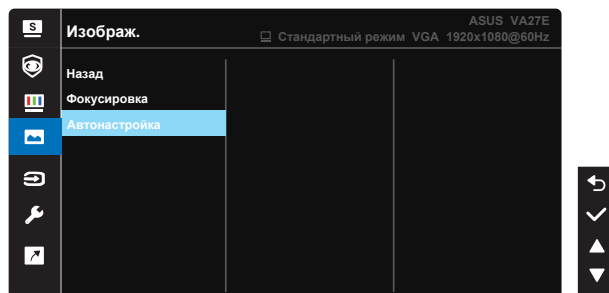 S
Изображ.
ASUS VA27E
Стандартный режим VGA 1920x1080@60Hz
Назад
Фокусировка
Автонастройка